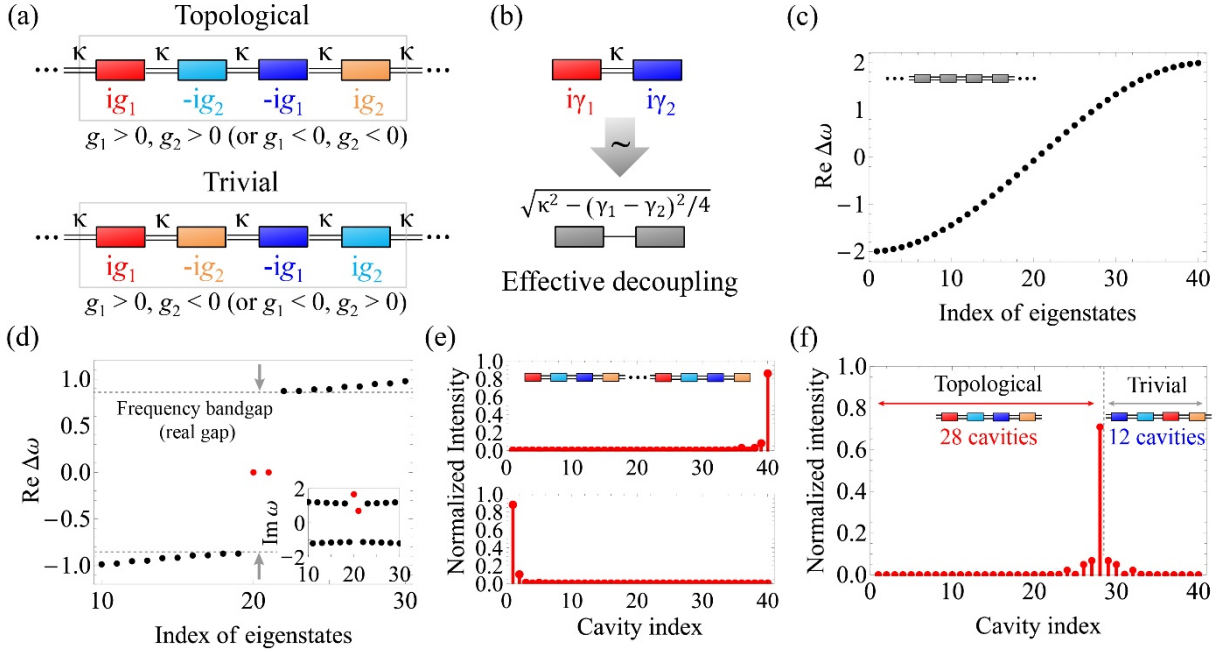 (a)
Topological
κ κ κ κ κ
ig₁ -ig₂ -ig₁ ig₂
g₁ > 0, g₂ > 0 (or g₁ < 0, g₂ < 0)
Trivial
κ κ κ κ κ
ig₁ -ig₂ -ig₁ ig₂
g₁ > 0, g₂ < 0 (or g₁ < 0, g₂ > 0)
(b)
κ
iγ₁ iγ₂
~
√κ² − (γ₁ − γ₂)²/4
Effective decoupling
(c)
Re Δω
2
1
0
−1
−2
0 10 20 30 40
Index of eigenstates
(d)
Re Δω
1.0
0.5
0.0
−0.5
−1.0
Frequency bandgap
(real gap)
Im ω
2
0
−2
10 20 30
10 20 30
Index of eigenstates
(e)
Normalized Intensity
1.0
0.8
0.6
0.4
0.2
0.0
0 10 20 30 40
1.0
0.8
0.6
0.4
0.2
0.0
0 10 20 30 40
Cavity index
(f)
Normalized intensity
1.0
0.8
0.6
0.4
0.2
0.0
Topological Trivial
28 cavities 12 cavities
0 10 20 30 40
Cavity index